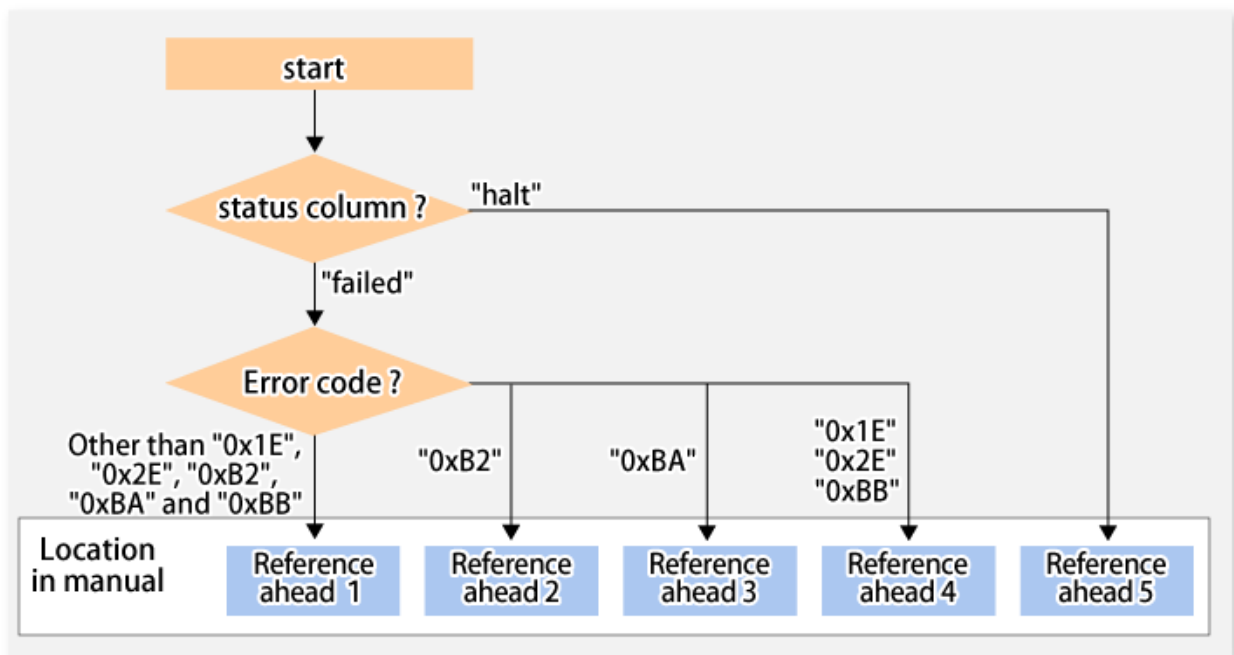 start
status column ?
"halt"
"failed"
Error code ?
Other than "0x1E",
"0x2E", "0xB2",
"0xBA" and "0xBB"
"0xB2"
"0xBA"
"0x1E"
"0x2E"
"0xBB"
Location
in manual
Reference
ahead 1
Reference
ahead 2
Reference
ahead 3
Reference
ahead 4
Reference
ahead 5